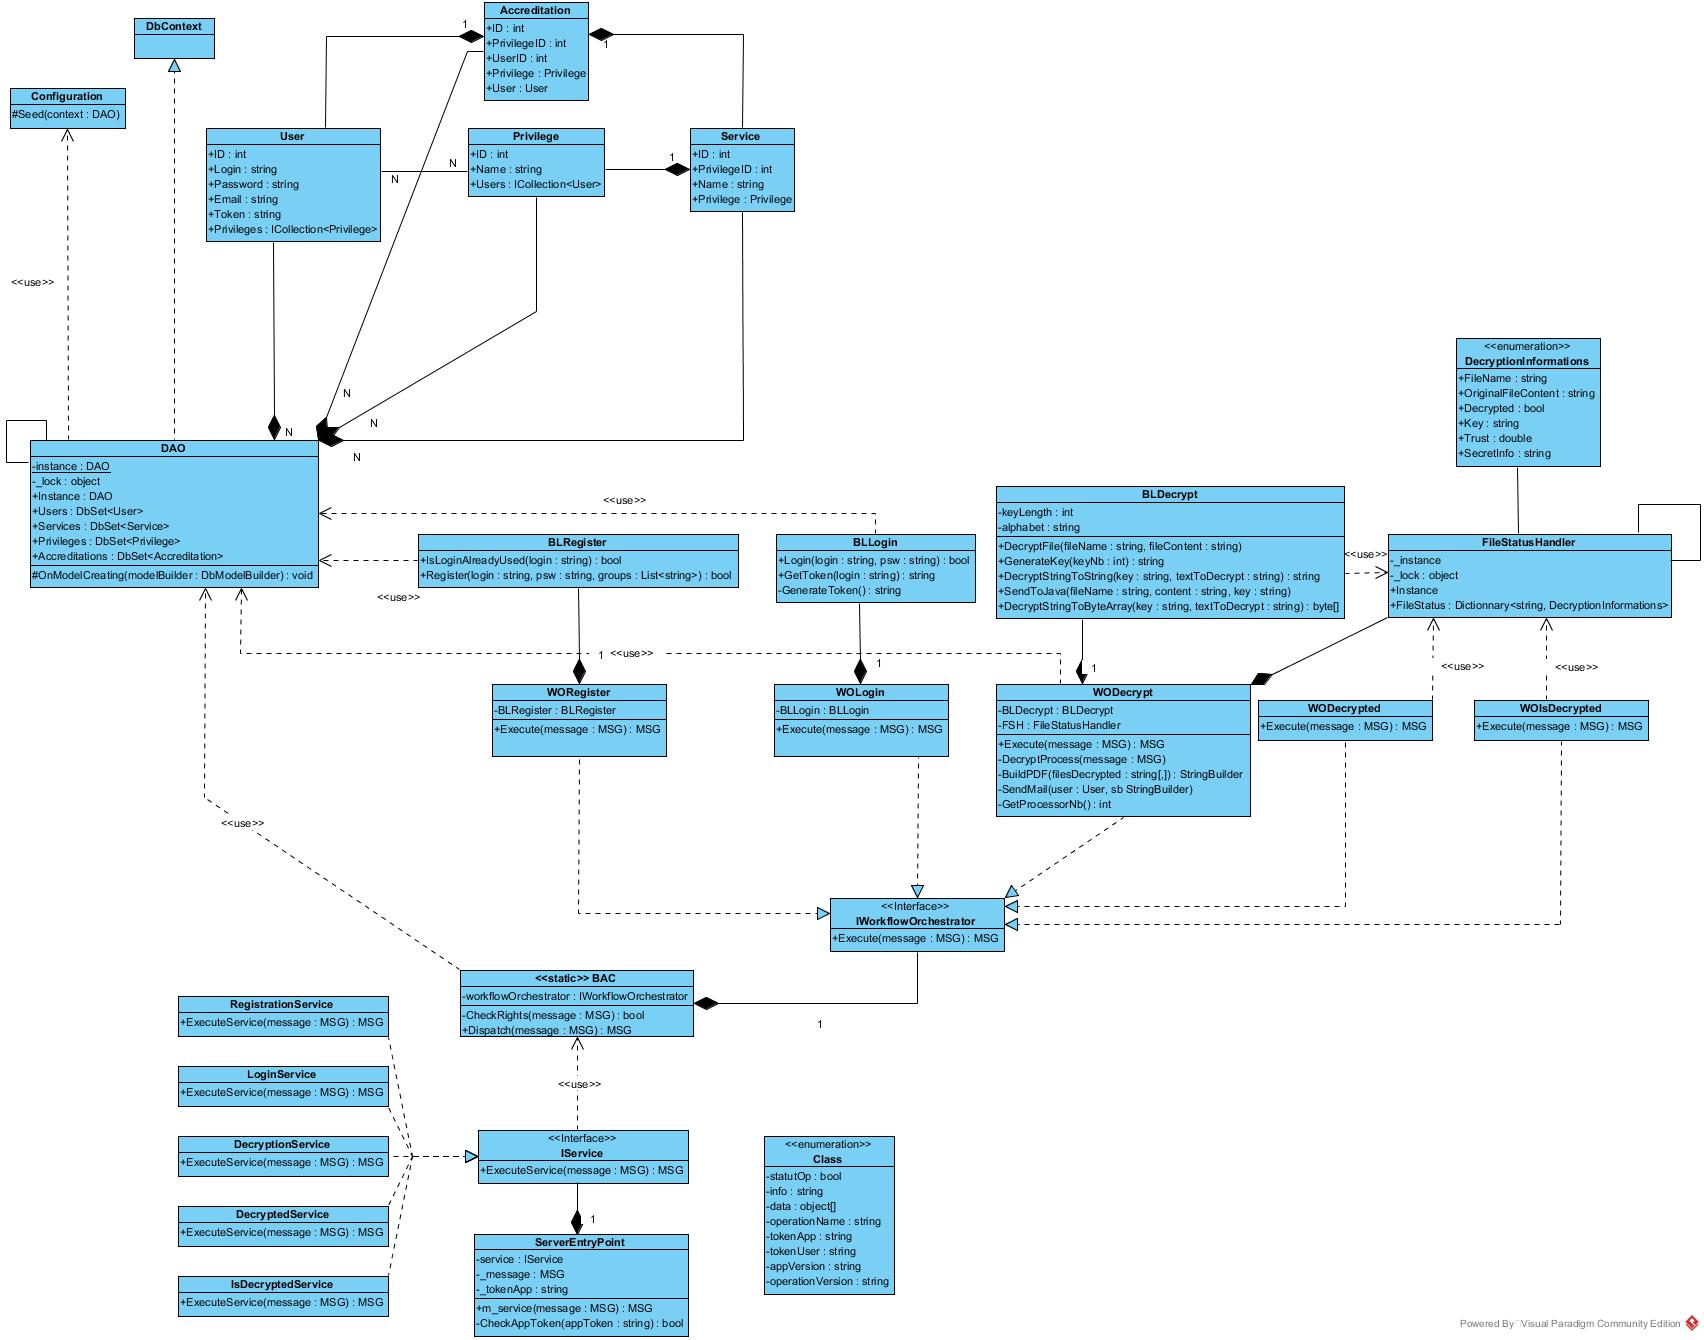 Accreditation
+ID : int
+PrivilegeID : int
+UserID : int
+Privilege : Privilege
+User : User
1
1
DbContext
Configuration
#Seed(context : DAO)
<<use>>
User
+ID : int
+Login : string
+Password : string
+Email : string
+Token : string
+Privileges : ICollection<Privilege>
N
N
Privilege
+ID : int
+Name : string
+Users : ICollection<User>
1
Service
+ID : int
+PrivilegeID : int
+Name : string
+Privilege : Privilege
N
N
N
N
DAO
-instance : DAO
-_lock : object
+Instance : DAO
+Users : DbSet<User>
+Services : DbSet<Service>
+Privileges : DbSet<Privilege>
+Accreditations : DbSet<Accreditation>
#OnModelCreating(modelBuilder : DbModelBuilder) : void
<<enumeration>>
DecryptionInformations
+FileName : string
+OriginalFileContent : string
+Decrypted : bool
+Key : string
+Trust : double
+SecretInfo : string
<<use>>
BLRegister
+IsLoginAlreadyUsed(login : string) : bool
+Register(login : string, psw : string, groups : List<string>) : bool
<<use>>
BLLogin
+Login(login : string, psw : string) : bool
+GetToken(login : string) : string
-GenerateToken() : string
BLDecrypt
-keyLength : int
-alphabet : string
+DecryptFile(fileName : string, fileContent : string)
+GenerateKey(keyNb : int) : string
+DecryptStringToString(key : string, textToDecrypt : string) : string
+SendToJava(fileName : string, content : string, key : string)
+DecryptStringToByteArray(key : string, textToDecrypt : string) : byte[]
<<use>>
FileStatusHandler
-_instance
-_lock : object
+Instance
+FileStatus : Dictionnary<string, DecryptionInformations>
1
<<use>>
1
1
<<use>>
<<use>>
WORegister
-BLRegister : BLRegister
+Execute(message : MSG) : MSG
WOLogin
-BLLogin : BLLogin
+Execute(message : MSG) : MSG
WODecrypt
-BLDecrypt : BLDecrypt
-FSH : FileStatusHandler
+Execute(message : MSG) : MSG
-DecryptProcess(message : MSG)
-BuildPDF(filesDecrypted : string[,]) : StringBuilder
-SendMail(user : User, sb StringBuilder)
-GetProcessorNb() : int
WODecrypted
+Execute(message : MSG) : MSG
WOIsDecrypted
+Execute(message : MSG) : MSG
<<use>>
<<Interface>>
IWorkflowOrchestrator
+Execute(message : MSG) : MSG
<<static>> BAC
-workflowOrchestrator : IWorkflowOrchestrator
-CheckRights(message : MSG) : bool
+Dispatch(message : MSG) : MSG
1
<<use>>
RegistrationService
+ExecuteService(message : MSG) : MSG
LoginService
+ExecuteService(message : MSG) : MSG
DecryptionService
+ExecuteService(message : MSG) : MSG
DecryptedService
+ExecuteService(message : MSG) : MSG
IsDecryptedService
+ExecuteService(message : MSG) : MSG
<<Interface>>
IService
+ExecuteService(message : MSG) : MSG
1
ServerEntryPoint
-service : IService
-_message : MSG
-_tokenApp : string
+m_service(message : MSG) : MSG
-CheckAppToken(appToken : string) : bool
<<enumeration>>
Class
-statutOp : bool
-info : string
-data : object[]
-operationName : string
-tokenApp : string
-tokenUser : string
-appVersion : string
-operationVersion : string
Powered By Visual Paradigm Community Edition